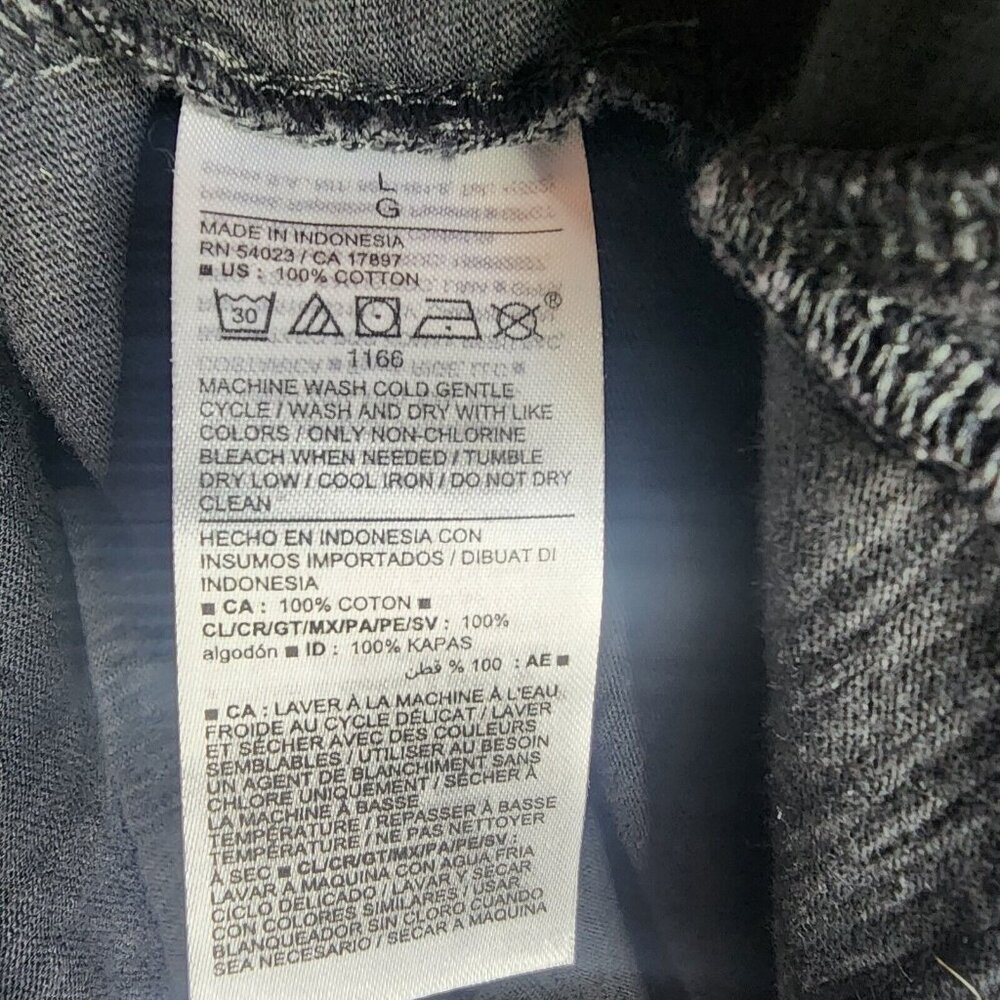 L
G
MADE IN INDONESIA
RN 54023 / CA 17897
■ US : 100% COTTON
30
®
1166
MACHINE WASH COLD GENTLE
CYCLE / WASH AND DRY WITH LIKE
COLORS / ONLY NON-CHLORINE
BLEACH WHEN NEEDED / TUMBLE
DRY LOW / COOL IRON / DO NOT DRY
CLEAN
HECHO EN INDONESIA CON
INSUMOS IMPORTADOS / DIBUAT DI
INDONESIA
■ CA : 100% COTON ■
CL/CR/GT/MX/PA/PE/SV : 100%
algodón ■ ID : 100% KAPAS
■ AE : 100 % قطن
■ CA : LAVER À LA MACHINE À L'EAU
FROIDE AU CYCLE DÉLICAT / LAVER
ET SÉCHER AVEC DES COULEURS
SEMBLABLES / UTILISER AU BESOIN
UN AGENT DE BLANCHIMENT SANS
CHLORE UNIQUEMENT / SÉCHER À
LA MACHINE À BASSE
TEMPÉRATURE / REPASSER À BASSE
TEMPÉRATURE / NE PAS NETTOYER
À SEC ■ CL/CR/GT/MX/PA/PE/SV :
LAVAR A MAQUINA CON AGUA FRIA
CICLO DELICADO / LAVAR Y SECAR
CON COLORES SIMILARES / USAR
BLANQUEADOR SIN CLORO CUANDO
SEA NECESARIO / SECAR A MAQUINA